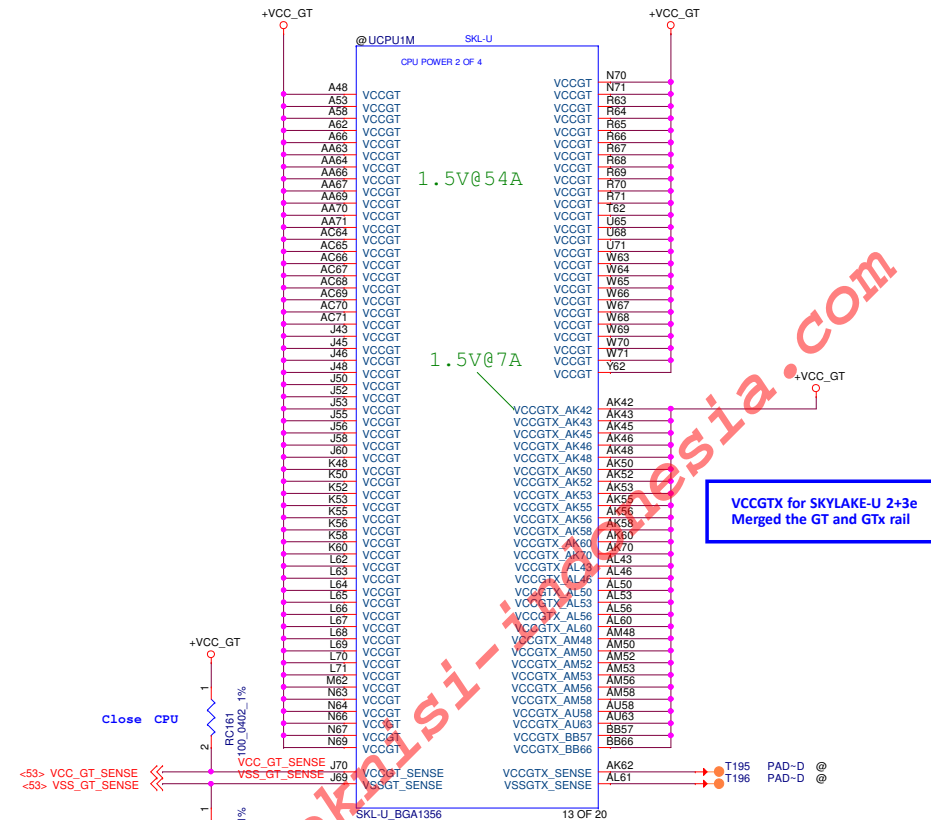 +VCC_GT
+VCC_GT
@ UCPU1M SKL-U
CPU POWER 2 OF 4
A48 VCCGT
A53 VCCGT
A58 VCCGT
A62 VCCGT
A66 VCCGT
AA63 VCCGT
AA64 VCCGT
AA66 VCCGT
AA67 VCCGT
AA69 VCCGT
AA70 VCCGT
AA71 VCCGT
AC64 VCCGT
AC65 VCCGT
AC66 VCCGT
AC67 VCCGT
AC68 VCCGT
AC69 VCCGT
AC70 VCCGT
AC71 VCCGT
J43 VCCGT
J45 VCCGT
J46 VCCGT
J48 VCCGT
J50 VCCGT
J52 VCCGT
J53 VCCGT
J55 VCCGT
J56 VCCGT
J58 VCCGT
J60 VCCGT
K48 VCCGT
K50 VCCGT
K52 VCCGT
K53 VCCGT
K55 VCCGT
K56 VCCGT
K58 VCCGT
K60 VCCGT
L62 VCCGT
L63 VCCGT
L64 VCCGT
L65 VCCGT
L66 VCCGT
L67 VCCGT
L68 VCCGT
L69 VCCGT
L70 VCCGT
L71 VCCGT
M62 VCCGT
N63 VCCGT
N64 VCCGT
N66 VCCGT
N67 VCCGT
N69 VCCGT
1.5V@54A
1.5V@7A
VCCGT N70
VCCGT N71
VCCGT R63
VCCGT R64
VCCGT R65
VCCGT R66
VCCGT R67
VCCGT R68
VCCGT R69
VCCGT R70
VCCGT R71
VCCGT T62
VCCGT U65
VCCGT U68
VCCGT U71
VCCGT W63
VCCGT W64
VCCGT W65
VCCGT W66
VCCGT W67
VCCGT W68
VCCGT W69
VCCGT W70
VCCGT W71
VCCGT Y62
+VCC_GT
VCCGTX_AK42 AK42
VCCGTX_AK43 AK43
VCCGTX_AK45 AK45
VCCGTX_AK46 AK46
VCCGTX_AK48 AK48
VCCGTX_AK50 AK50
VCCGTX_AK52 AK52
VCCGTX_AK53 AK53
VCCGTX_AK55 AK55
VCCGTX_AK56 AK56
VCCGTX_AK58 AK58
VCCGTX_AK60 AK60
VCCGTX_AK70 AK70
VCCGTX_AL43 AL43
VCCGTX_AL46 AL46
VCCGTX_AL50 AL50
VCCGTX_AL53 AL53
VCCGTX_AL56 AL56
VCCGTX_AL60 AL60
VCCGTX_AM48 AM48
VCCGTX_AM50 AM50
VCCGTX_AM52 AM52
VCCGTX_AM53 AM53
VCCGTX_AM56 AM56
VCCGTX_AM58 AM58
VCCGTX_AU58 AU58
VCCGTX_AU63 AU63
VCCGTX_BB57 BB57
VCCGTX_BB66 BB66
VCCGTX for SKYLAKE-U 2+3e
Merged the GT and GTx rail
+VCC_GT
1
Close CPU
RC161
100_0402_1%
2
<53> VCC_GT_SENSE
<53> VSS_GT_SENSE
VCC_GT_SENSE J70 VCCGT_SENSE
VSS_GT_SENSE J69 VSSGT_SENSE
VCCGTX_SENSE AK62 T195 PAD~D @
VSSGTX_SENSE AL61 T196 PAD~D @
1
1%
SKL-U_BGA1356 13 OF 20
eknisi-indonesia.com